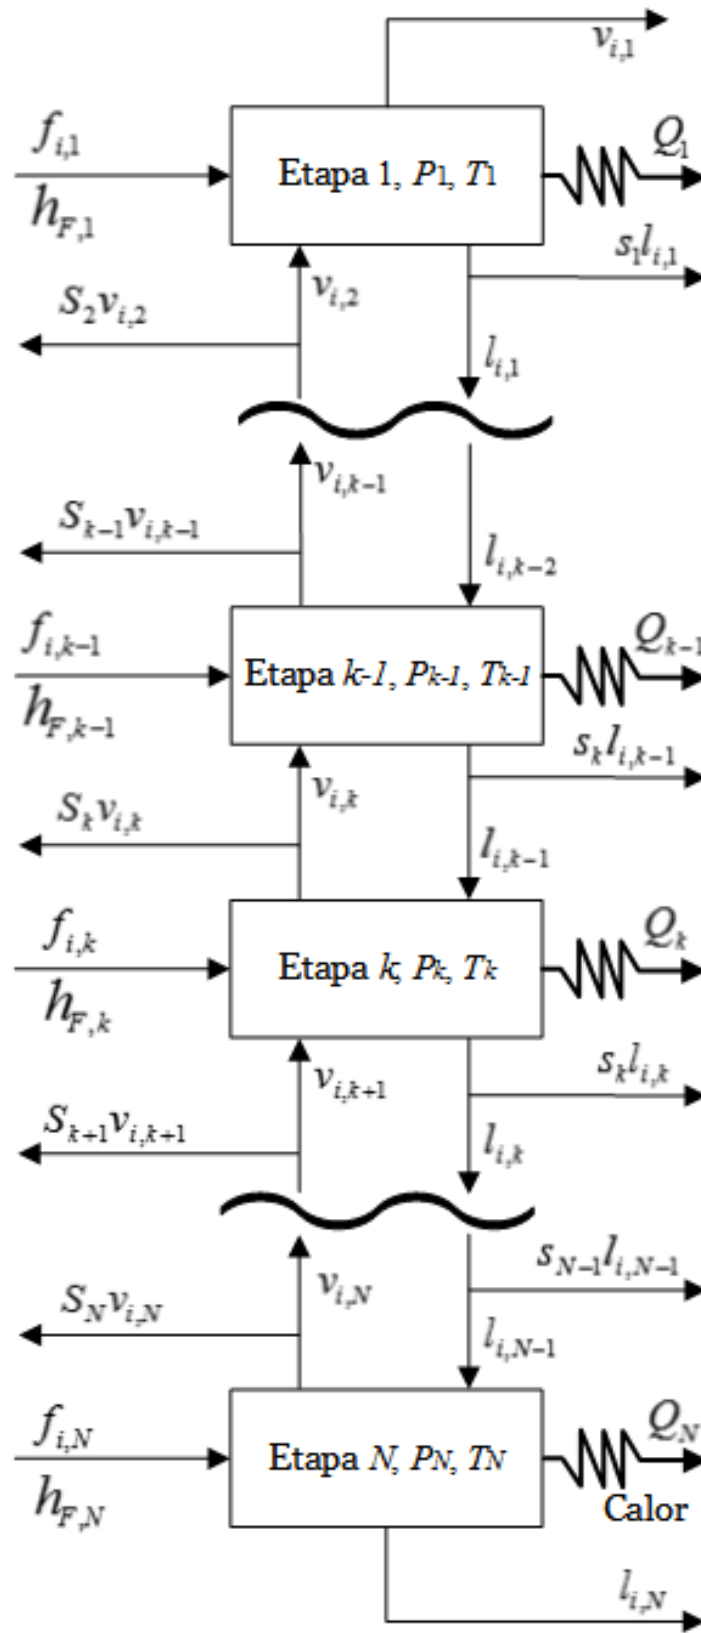 v_{i,1}
f_{i,1}
Etapa 1, P1, T1
Q_1
h_{F,1}
s_1 l_{i,1}
S_2 v_{i,2}
v_{i,2}
l_{i,1}
v_{i,k-1}
S_{k-1} v_{i,k-1}
l_{i,k-2}
f_{i,k-1}
Etapa k-1, Pk-1, Tk-1
Q_{k-1}
h_{F,k-1}
s_k l_{i,k-1}
v_{i,k}
S_k v_{i,k}
l_{i,k-1}
f_{i,k}
Etapa k, Pk, Tk
Q_k
h_{F,k}
s_k l_{i,k}
v_{i,k+1}
S_{k+1} v_{i,k+1}
l_{i,k}
s_{N-1} l_{i,N-1}
v_{i,N}
S_N v_{i,N}
l_{i,N-1}
f_{i,N}
Etapa N, PN, TN
Q_N
h_{F,N}
Calor
l_{i,N}